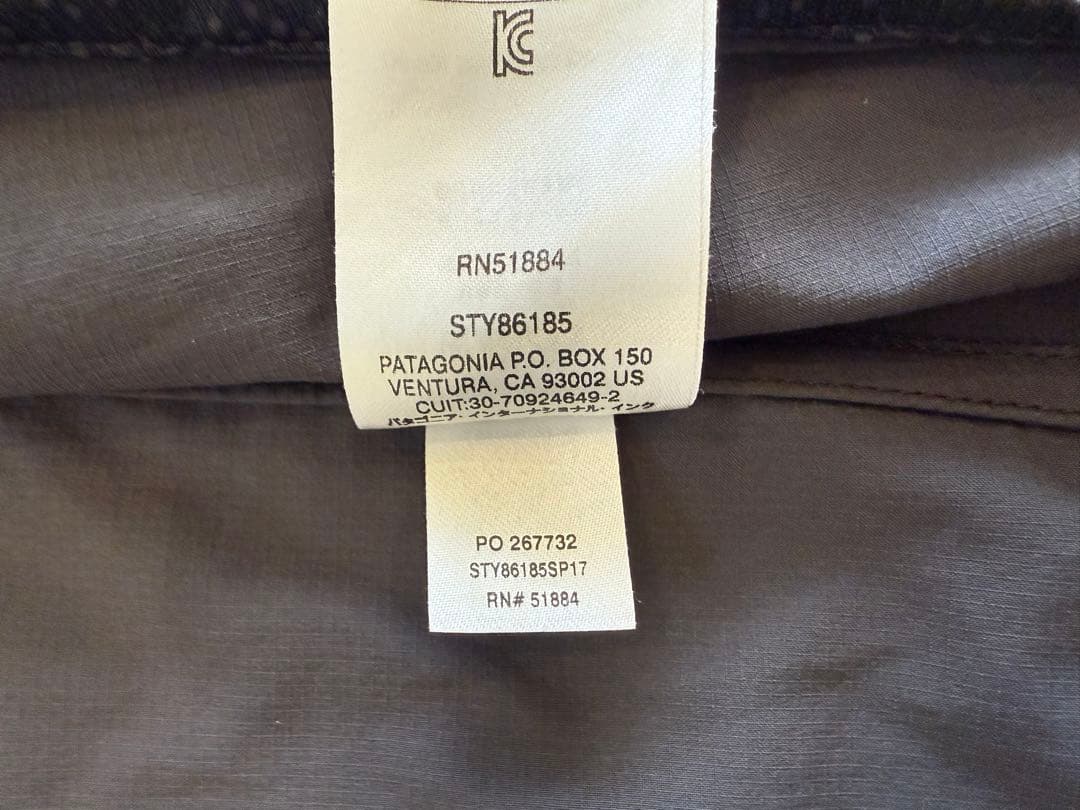 KC
RN51884
STY86185
PATAGONIA P.O. BOX 150
VENTURA, CA 93002 US
CUIT:30-70924649-2
パタゴニア・インターナショナル・インク
PO 267732
STY86185SP17
RN# 51884